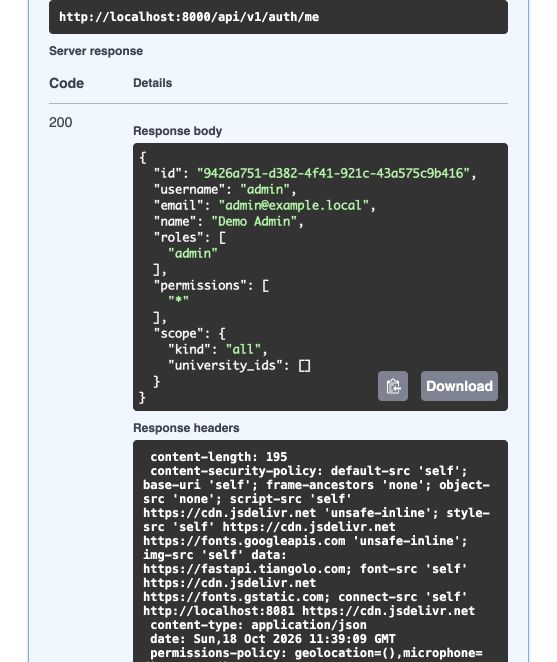 http://localhost:8000/api/v1/auth/me
Server response
Code Details
200
Response body
{
  "id": "9426a751-d382-4f41-921c-43a575c9b416",
  "username": "admin",
  "email": "admin@example.local",
  "name": "Demo Admin",
  "roles": [
    "admin"
  ],
  "permissions": [
    "*"
  ],
  "scope": {
    "kind": "all",
    "university_ids": []
  }
}
Download
Response headers
content-length: 195
content-security-policy: default-src 'self';
base-uri 'self'; frame-ancestors 'none'; object-
src 'none'; script-src 'self'
https://cdn.jsdelivr.net 'unsafe-inline'; style-
src 'self' https://cdn.jsdelivr.net
https://fonts.googleapis.com 'unsafe-inline';
img-src 'self' data:
https://fastapi.tiangolo.com; font-src 'self'
https://cdn.jsdelivr.net
https://fonts.gstatic.com; connect-src 'self'
http://localhost:8081 https://cdn.jsdelivr.net
content-type: application/json
date: Sun,18 Oct 2026 11:39:09 GMT
permissions-policy: geolocation=(),microphone=